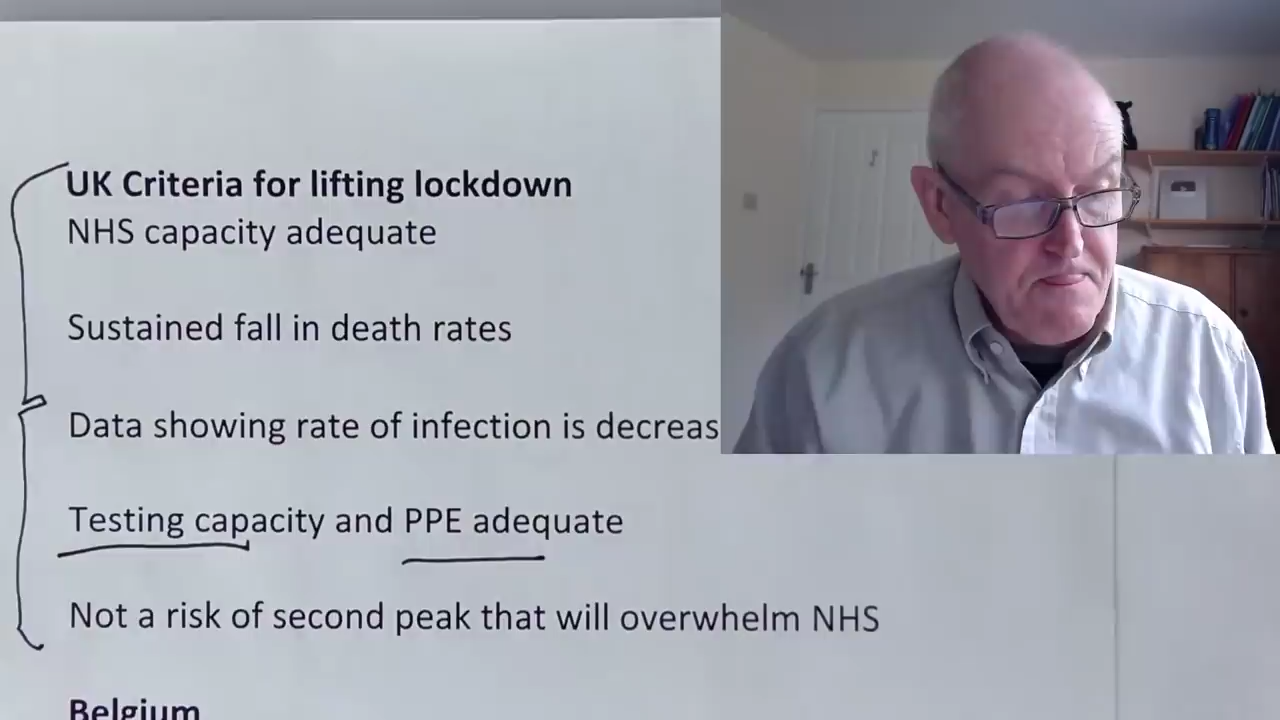 UK Criteria for lifting lockdown
NHS capacity adequate
Sustained fall in death rates
Data showing rate of infection is decreas
Testing capacity and PPE adequate
Not a risk of second peak that will overwhelm NHS
Belgium